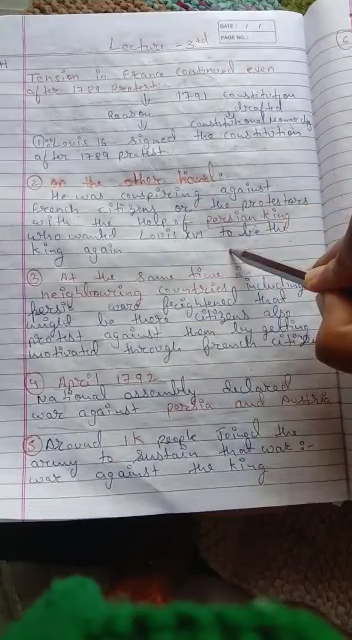 DATE: / /
PAGE NO.:
Lecture - 3rd
Tension in France continued even
after 1789 Protest.
1791 constitution
drafted
Reason
Constitutional Monarchy
① Louis 16 signed the constitution
after 1789 protest
② On the other hand:-
He was conspiring against
french citizens or the protestors
with the help of persian king
who wanted Louis XVI to be the
king again
③ At the same time
neighbouring countries including
persia were frightened that
might be there citizens also
protest against them by getting
motivated through french citizens
④ April 1792
National assembly declared
war against persia and Austria
⑤ Around 1K people joined the
army to sustain that war :-
war against the king